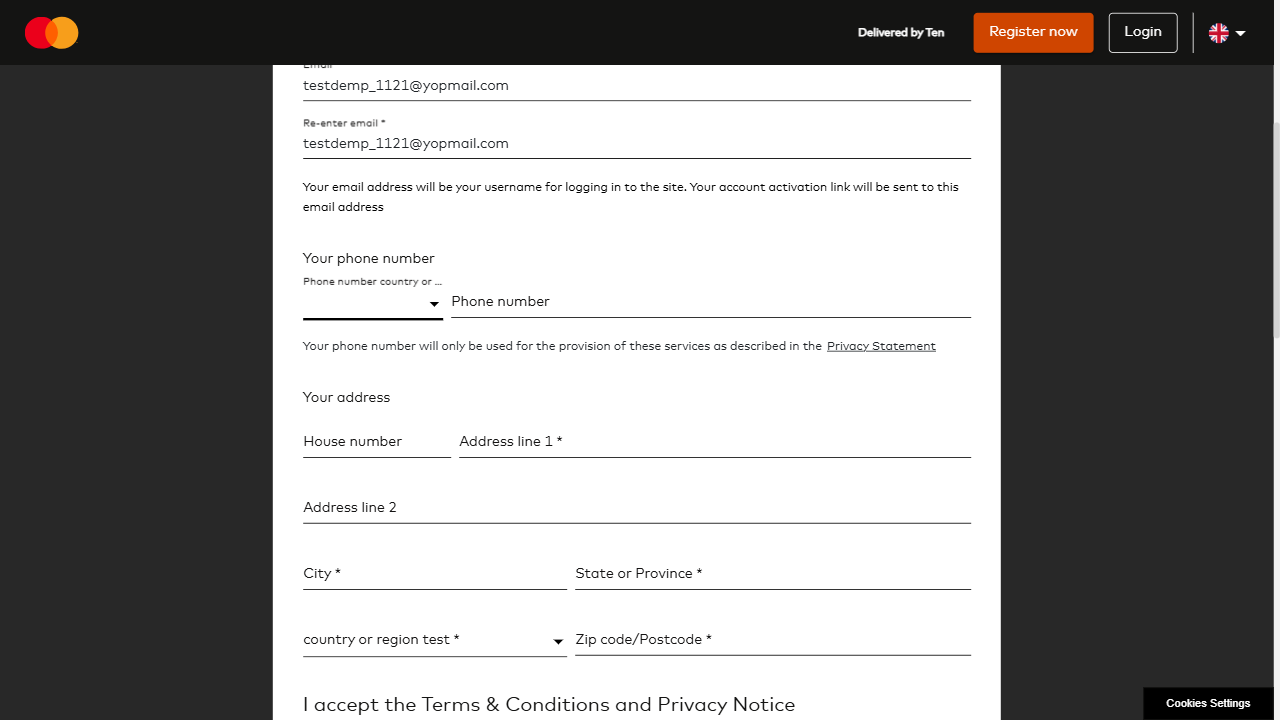 Delivered by Ten
Register now
Login
Email
testdemp_1121@yopmail.com
Re-enter email *
testdemp_1121@yopmail.com
Your email address will be your username for logging in to the site. Your account activation link will be sent to this
email address
Your phone number
Phone number country or ...
Phone number
Your phone number will only be used for the provision of these services as described in the Privacy Statement
Your address
House number
Address line 1 *
Address line 2
City *
State or Province *
country or region test *
Zip code/Postcode *
I accept the Terms & Conditions and Privacy Notice
Cookies Settings